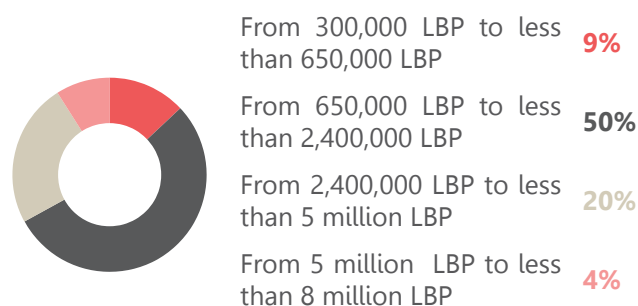 From 300,000 LBP to less
than 650,000 LBP
9%
From 650,000 LBP to less
than 2,400,000 LBP
50%
From 2,400,000 LBP to less
than 5 million LBP
20%
From 5 million LBP to less
than 8 million LBP
4%